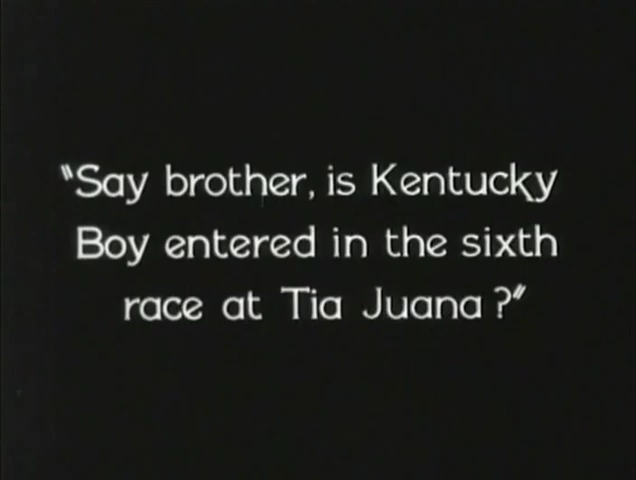 "Say brother, is Kentucky
Boy entered in the sixth
race at Tia Juana?"